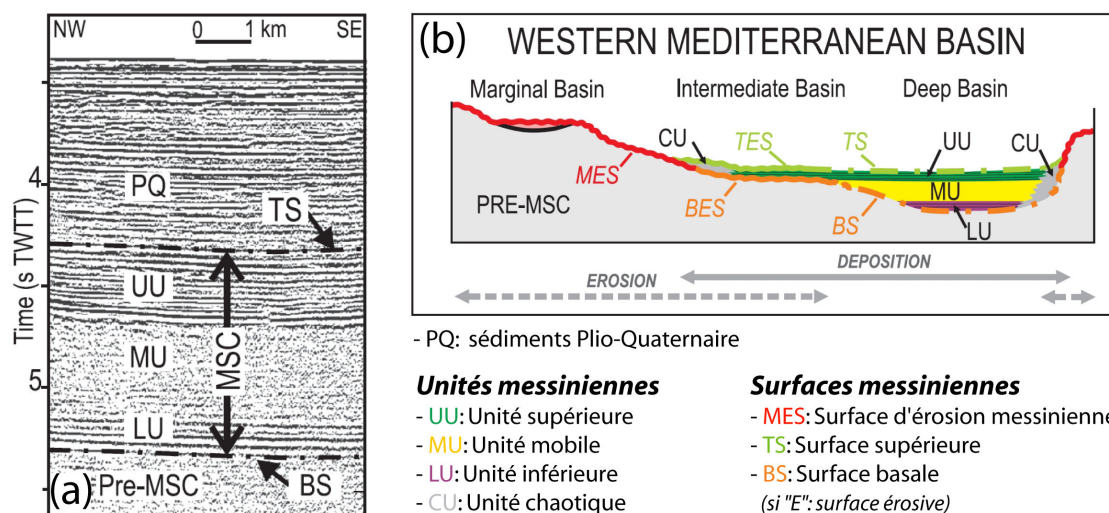 NW 0 1 km SE
4
PQ
TS
UU
Time (s TWTT)
MSC
MU
5
LU
(a) Pre-MSC BS
(b) WESTERN MEDITERRANEAN BASIN
Marginal Basin Intermediate Basin Deep Basin
CU TES TS UU CU
MES
MU
PRE-MSC BES BS LU
DEPOSITION
EROSION
- PQ: sédiments Plio-Quaternaire
Unités messiniennes
- UU: Unité supérieure
- MU: Unité mobile
- LU: Unité inférieure
- CU: Unité chaotique
Surfaces messiniennes
- MES: Surface d'érosion messinienne
- TS: Surface supérieure
- BS: Surface basale
(si "E": surface érosive)